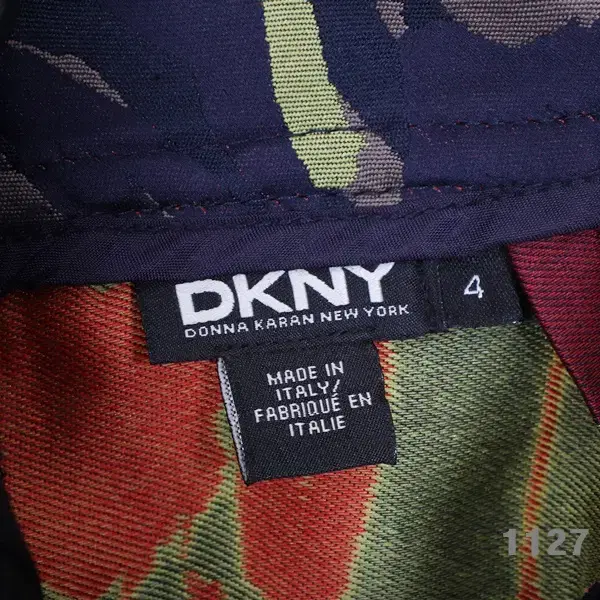 DKNY
DONNA KARAN NEW YORK
4
MADE IN
ITALY/
FABRIQUÉ EN
ITALIE
1127